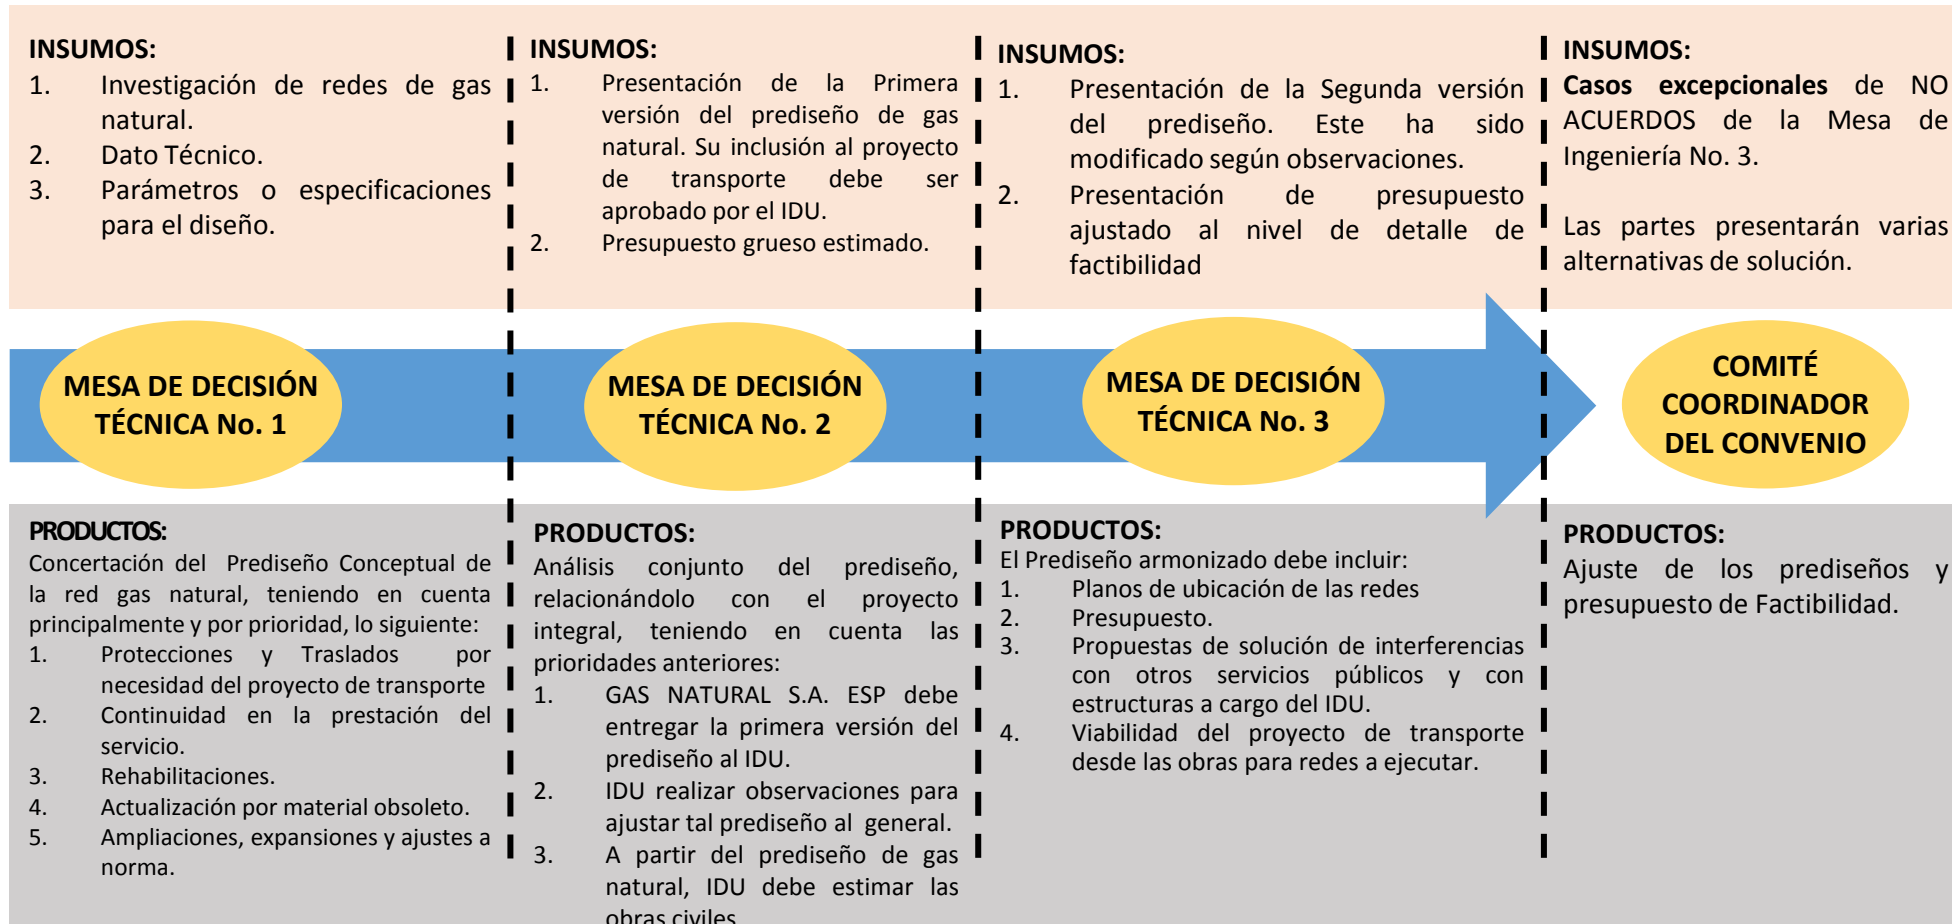 INSUMOS:
1. Investigación de redes de gas
natural.
2. Dato Técnico.
3. Parámetros o especificaciones
para el diseño.
INSUMOS:
1. Presentación de la Primera
versión del prediseño de gas
natural. Su inclusión al proyecto
de transporte debe ser
aprobado por el IDU.
2. Presupuesto grueso estimado.
INSUMOS:
1. Presentación de la Segunda versión
del prediseño. Este ha sido
modificado según observaciones.
2. Presentación de presupuesto
ajustado al nivel de detalle de
factibilidad
INSUMOS:
Casos excepcionales de NO
ACUERDOS de la Mesa de
Ingeniería No. 3.
Las partes presentarán varias
alternativas de solución.
MESA DE DECISIÓN
TÉCNICA No. 1
MESA DE DECISIÓN
TÉCNICA No. 2
MESA DE DECISIÓN
TÉCNICA No. 3
COMITÉ
COORDINADOR
DEL CONVENIO
PRODUCTOS:
Concertación del Prediseño Conceptual de
la red gas natural, teniendo en cuenta
principalmente y por prioridad, lo siguiente:
1. Protecciones y Traslados por
necesidad del proyecto de transporte
2. Continuidad en la prestación del
servicio.
3. Rehabilitaciones.
4. Actualización por material obsoleto.
5. Ampliaciones, expansiones y ajustes a
norma.
PRODUCTOS:
Análisis conjunto del prediseño,
relacionándolo con el proyecto
integral, teniendo en cuenta las
prioridades anteriores:
1. GAS NATURAL S.A. ESP debe
entregar la primera versión del
prediseño al IDU.
2. IDU realizar observaciones para
ajustar tal prediseño al general.
3. A partir del prediseño de gas
natural, IDU debe estimar las
obras civiles
PRODUCTOS:
El Prediseño armonizado debe incluir:
1. Planos de ubicación de las redes
2. Presupuesto.
3. Propuestas de solución de interferencias
con otros servicios públicos y con
estructuras a cargo del IDU.
4. Viabilidad del proyecto de transporte
desde las obras para redes a ejecutar.
PRODUCTOS:
Ajuste de los prediseños y
presupuesto de Factibilidad.